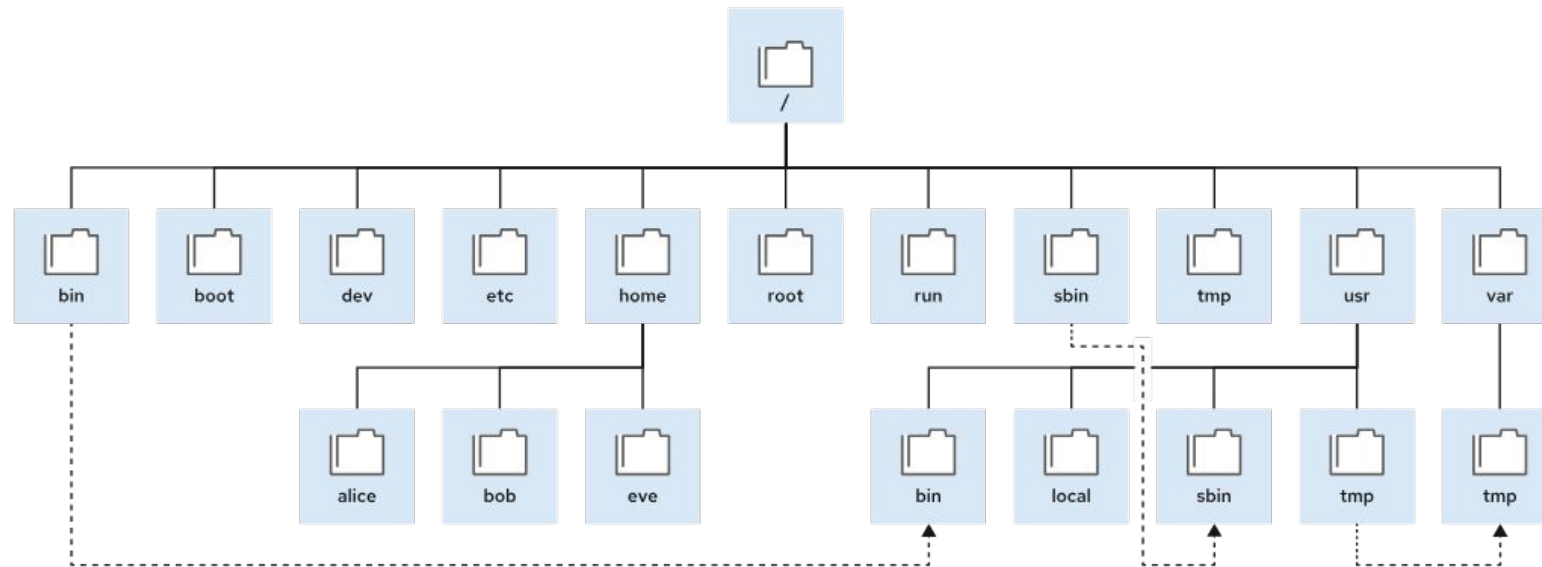 /
bin boot dev etc home root run sbin tmp usr var
alice bob eve bin local sbin tmp tmp